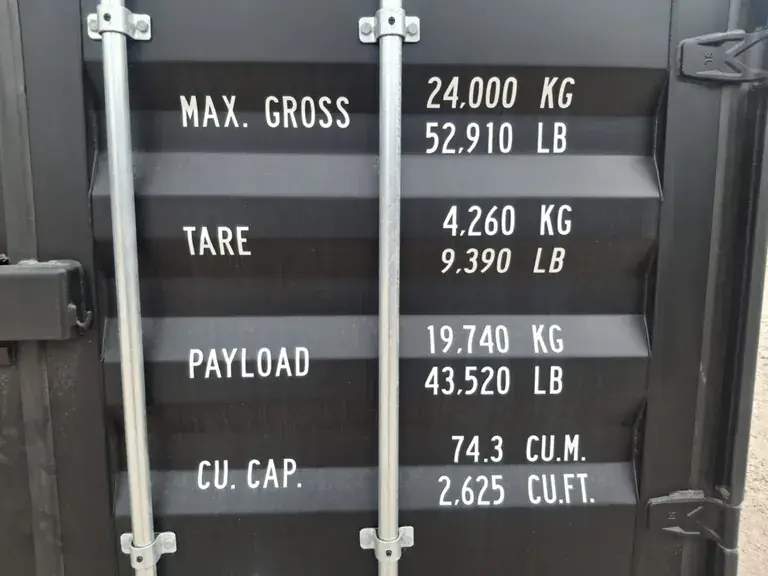 MAX. GROSS 24,000 KG
52,910 LB
TARE 4,260 KG
9,390 LB
PAYLOAD 19,740 KG
43,520 LB
CU. CAP. 74.3 CU.M.
2,625 CU.FT.